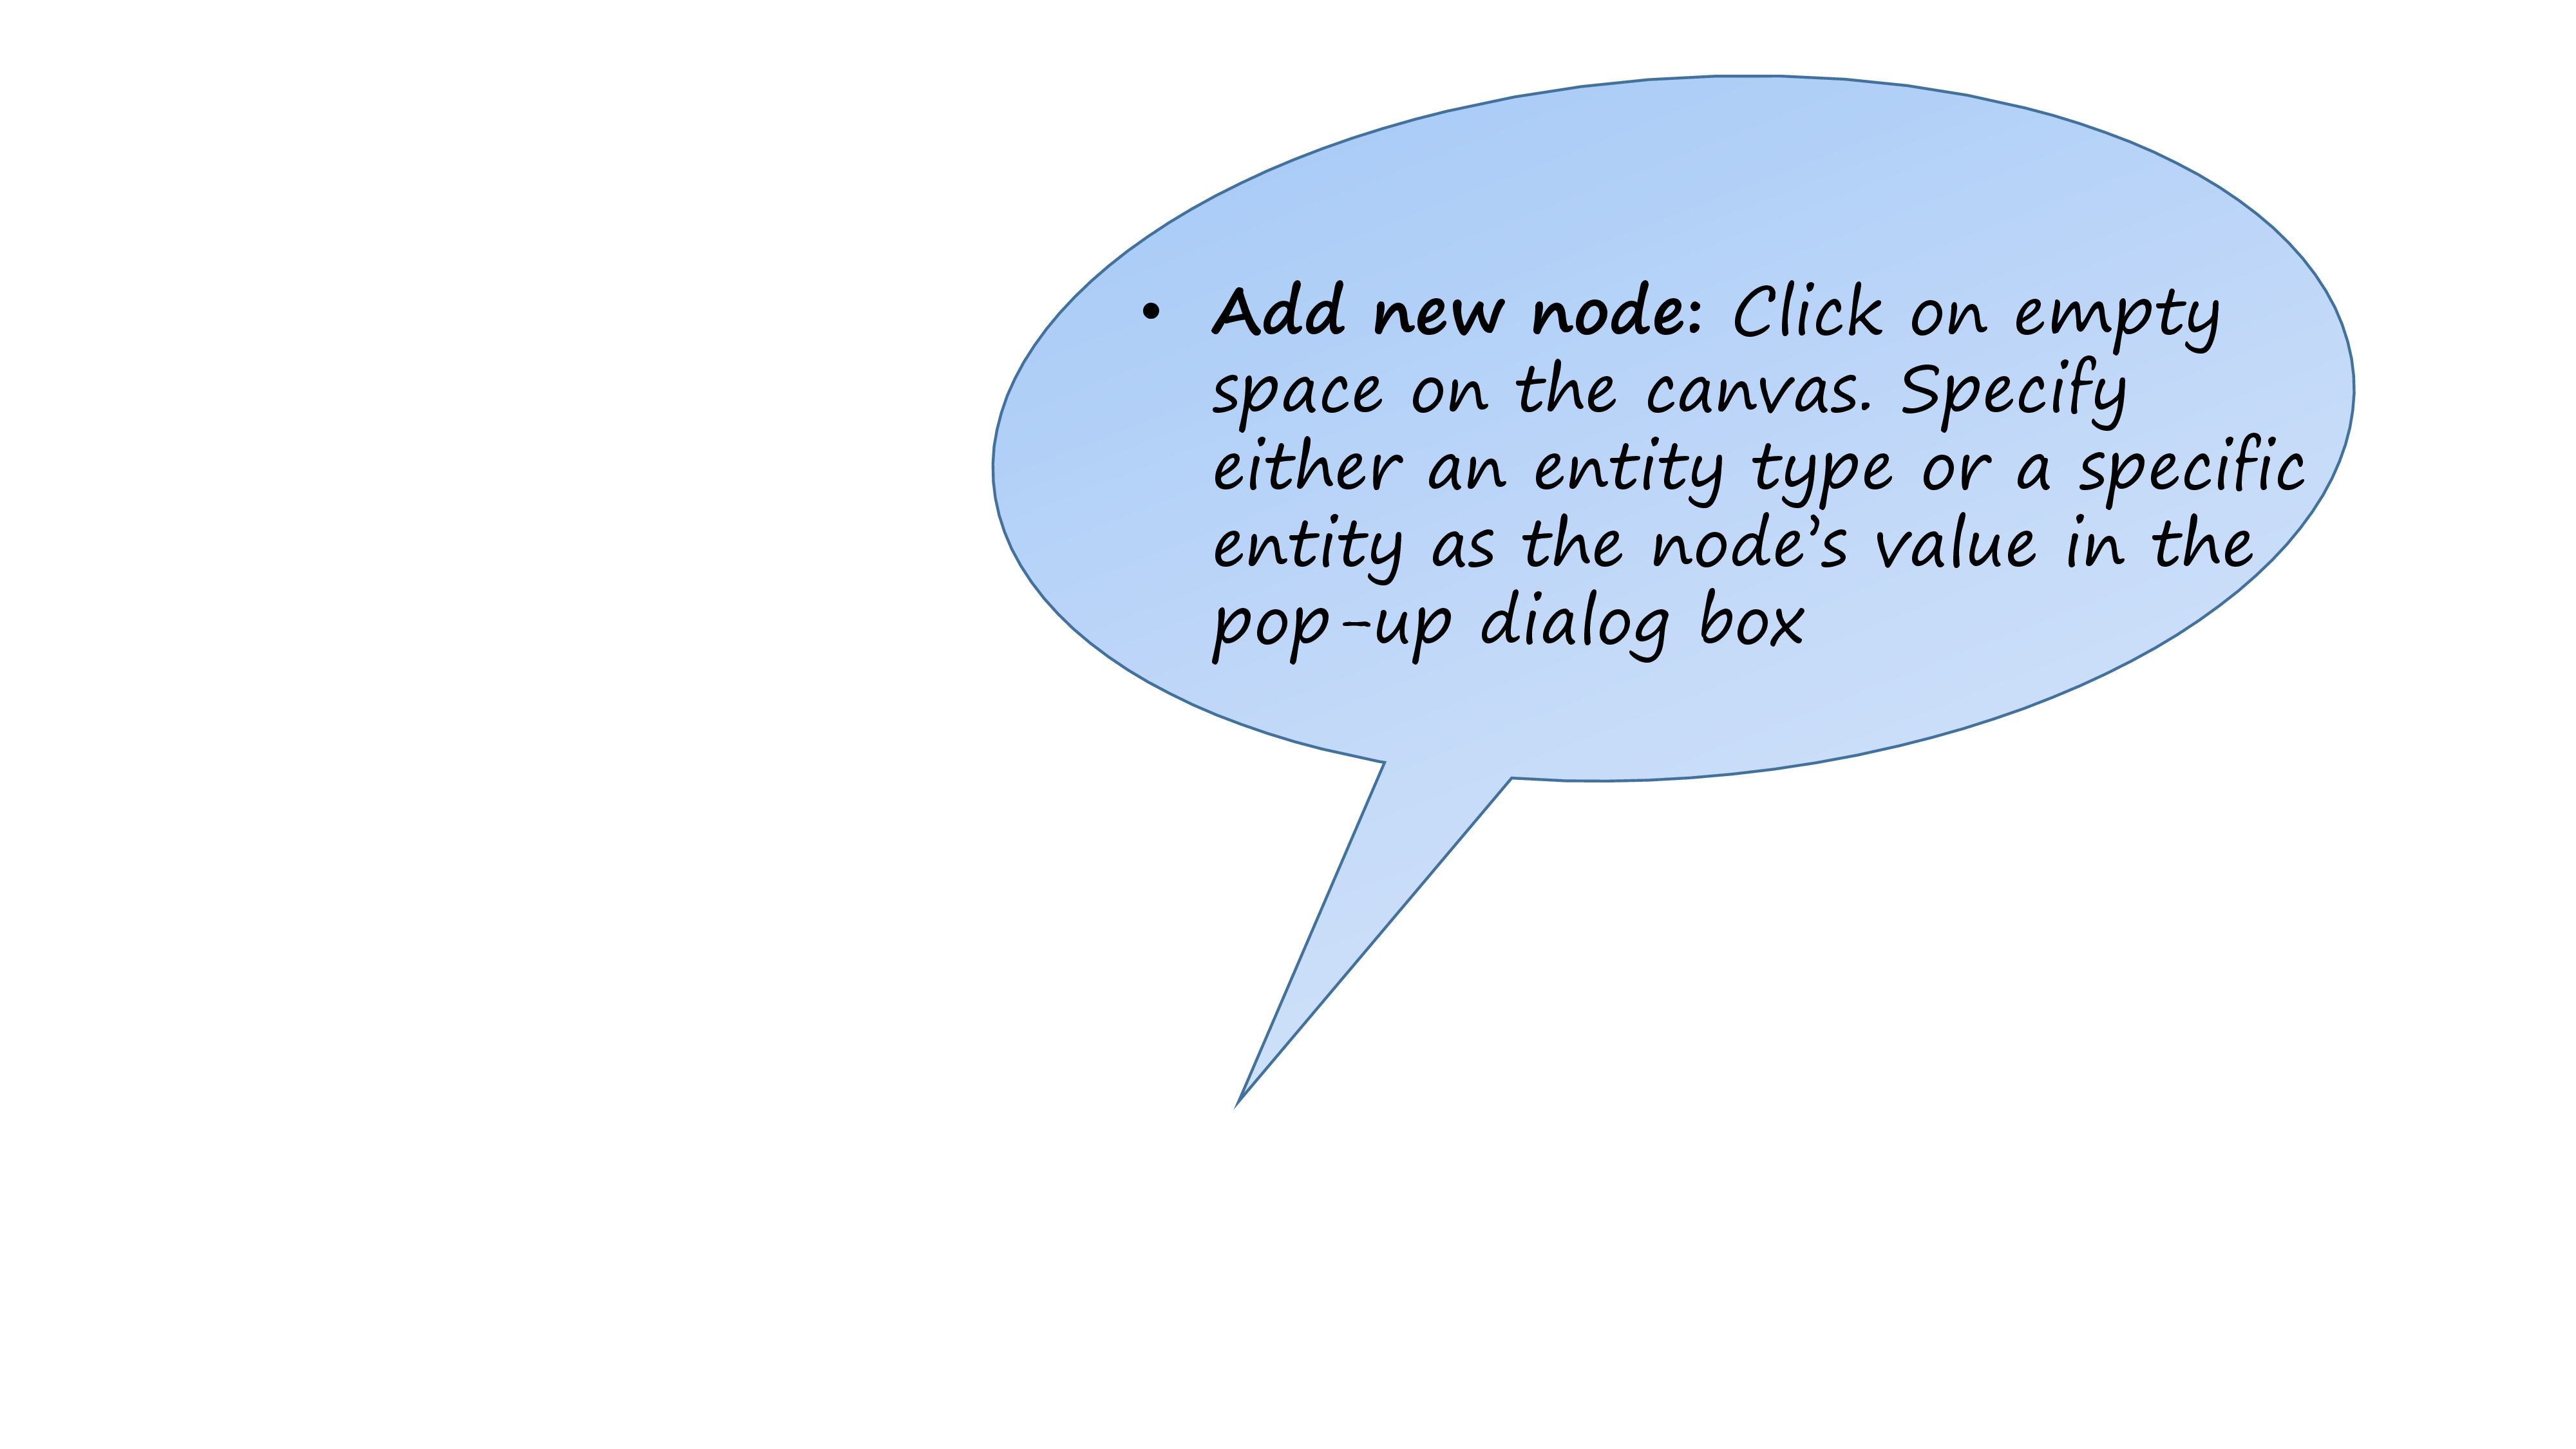 • Add new node: Click on empty
space on the canvas. Specify
either an entity type or a specific
entity as the node’s value in the
pop-up dialog box